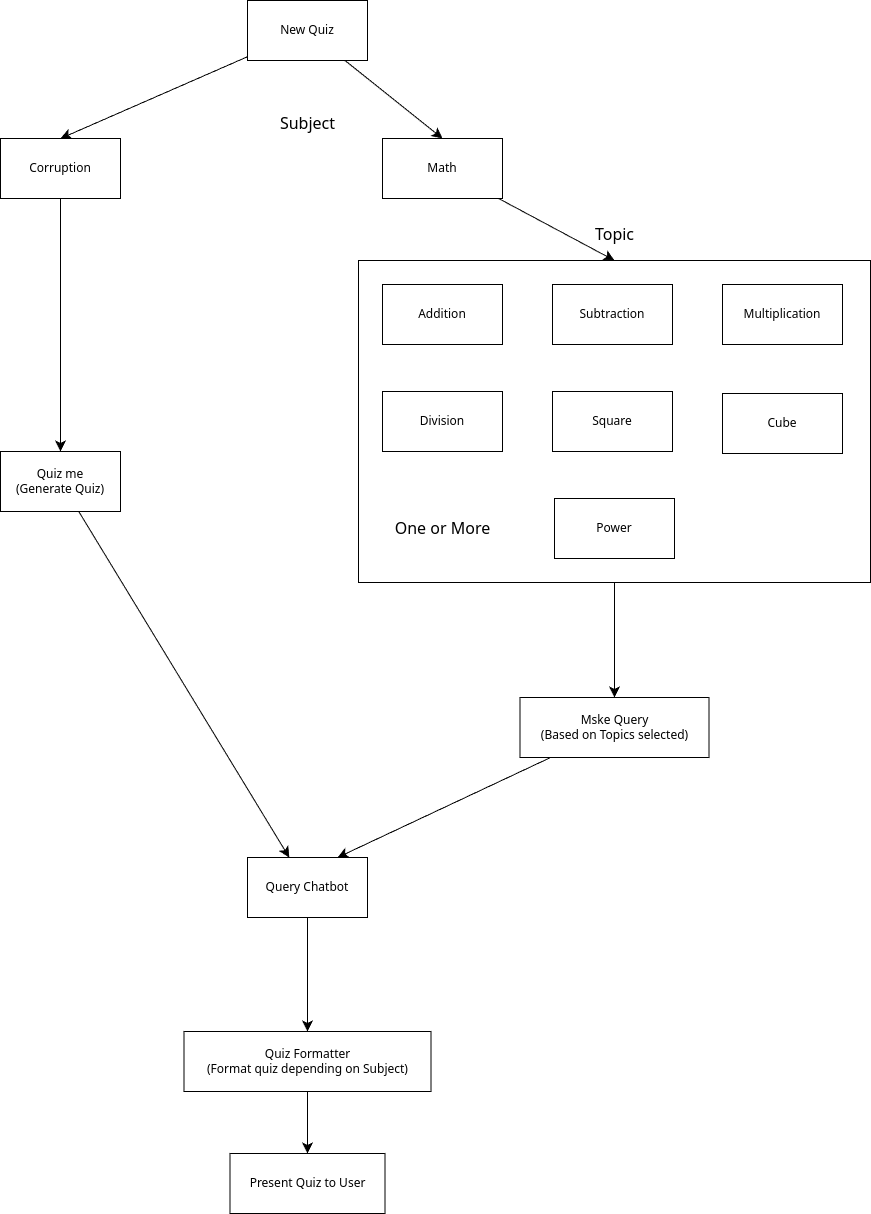 New Quiz
Subject
Corruption
Math
Topic
Addition
Subtraction
Multiplication
Division
Square
Cube
Quiz me
(Generate Quiz)
One or More
Power
Mske Query
(Based on Topics selected)
Query Chatbot
Quiz Formatter
(Format quiz depending on Subject)
Present Quiz to User